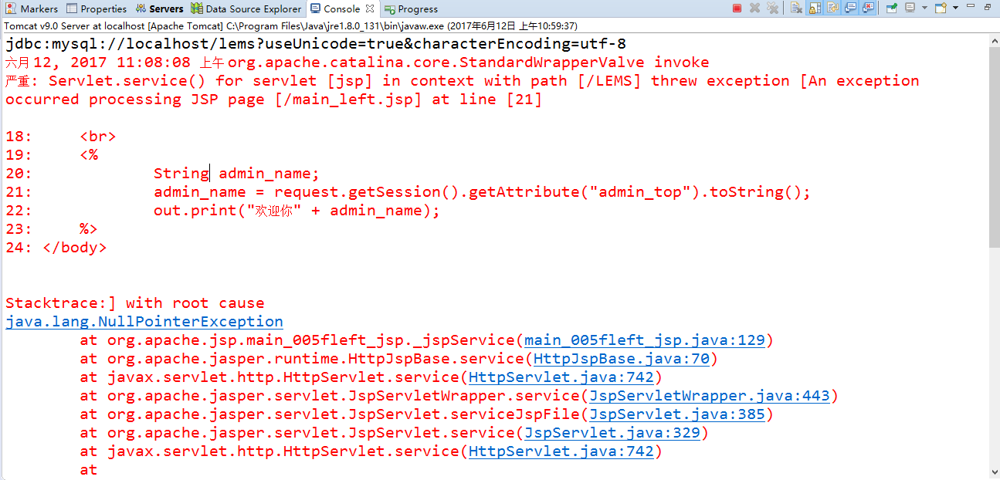 Markers Properties Servers Data Source Explorer Console Progress
Tomcat v9.0 Server at localhost [Apache Tomcat] C:\Program Files\Java\jre1.8.0_131\bin\javaw.exe (2017年6月12日 上午10:59:37)
jdbc:mysql://localhost/lems?useUnicode=true&characterEncoding=utf-8
六月 12, 2017 11:08:08 上午 org.apache.catalina.core.StandardWrapperValve invoke
严重: Servlet.service() for servlet [jsp] in context with path [/LEMS] threw exception [An exception
occurred processing JSP page [/main_left.jsp] at line [21]
18: <br>
19: <%
20: String admin_name;
21: admin_name = request.getSession().getAttribute("admin_top").toString();
22: out.print("欢迎你" + admin_name);
23: %>
24: </body>
Stacktrace:] with root cause
java.lang.NullPointerException
at org.apache.jsp.main_005fleft_jsp._jspService(main_005fleft_jsp.java:129)
at org.apache.jasper.runtime.HttpJspBase.service(HttpJspBase.java:70)
at javax.servlet.http.HttpServlet.service(HttpServlet.java:742)
at org.apache.jasper.servlet.JspServletWrapper.service(JspServletWrapper.java:443)
at org.apache.jasper.servlet.JspServlet.serviceJspFile(JspServlet.java:385)
at org.apache.jasper.servlet.JspServlet.service(JspServlet.java:329)
at javax.servlet.http.HttpServlet.service(HttpServlet.java:742)
at